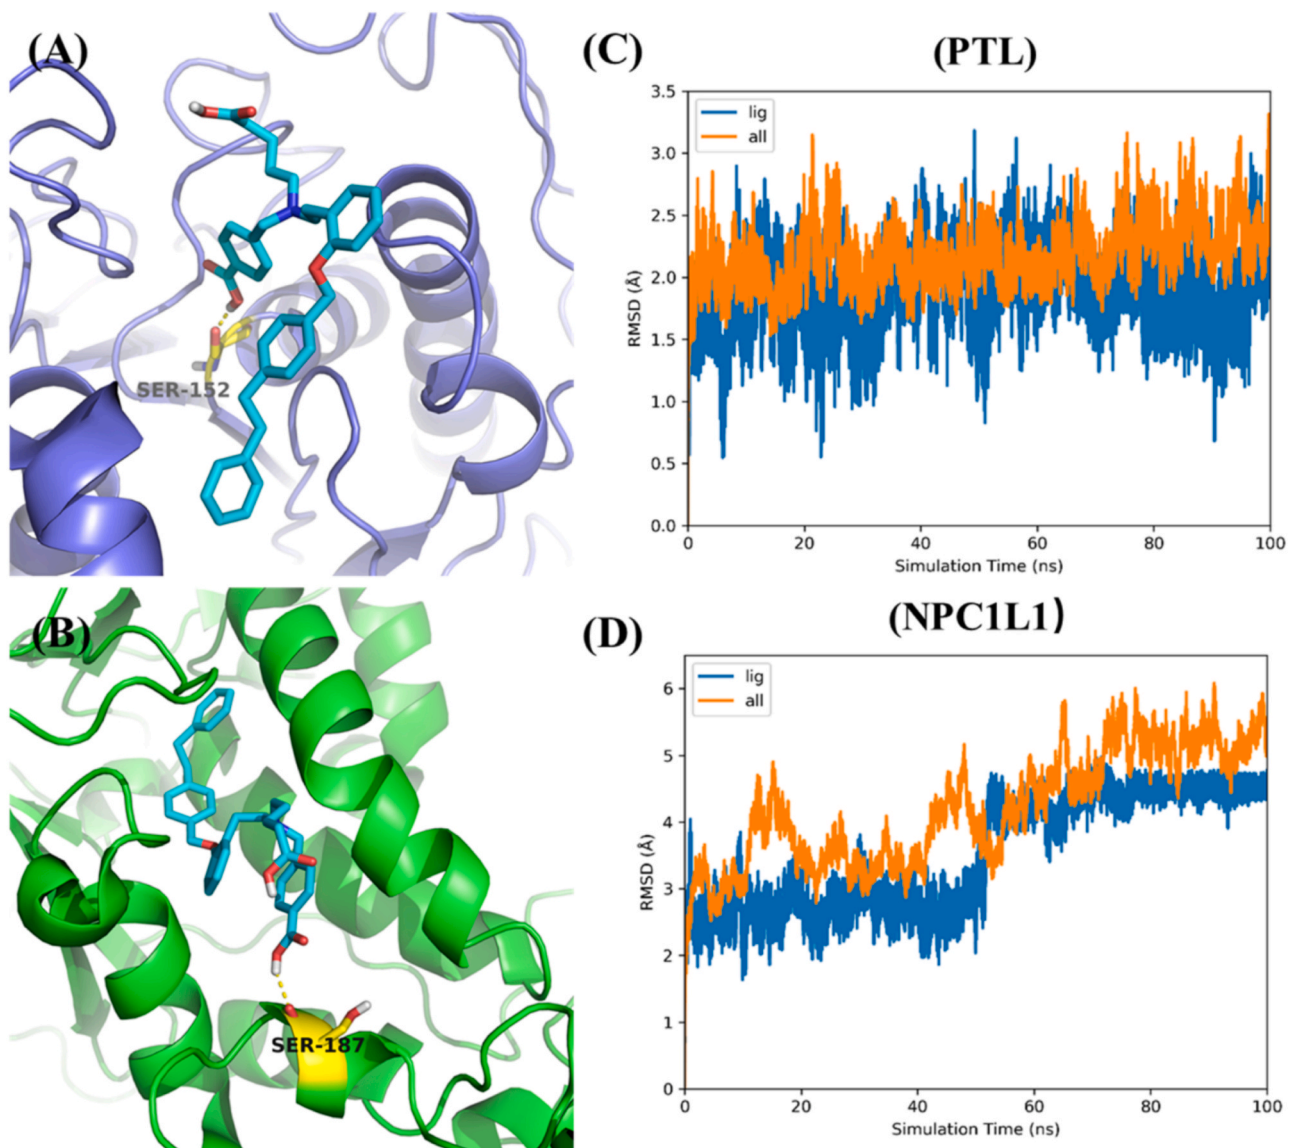 (A)
SER-152
(C)
(PTL)
lig
all
RMSD (Å)
3.5
3.0
2.5
2.0
1.5
1.0
0.5
0.0
0 20 40 60 80 100
Simulation Time (ns)
(B)
SER-187
(D)
(NPC1L1)
lig
all
RMSD (Å)
6
5
4
3
2
1
0
0 20 40 60 80 100
Simulation Time (ns)